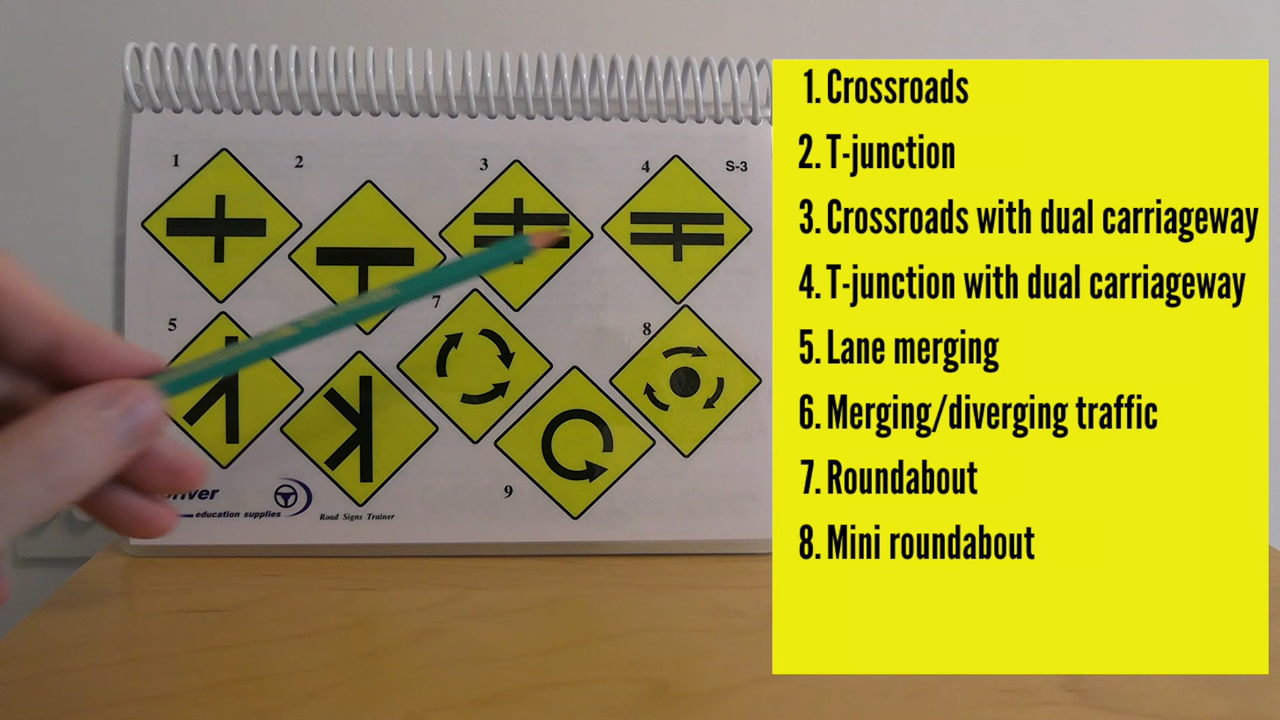 1 2 3 4 S-3
5 7 8
9
education supplies
Road Signs Trainer
1. Crossroads
2. T-junction
3. Crossroads with dual carriageway
4. T-junction with dual carriageway
5. Lane merging
6. Merging/diverging traffic
7. Roundabout
8. Mini roundabout